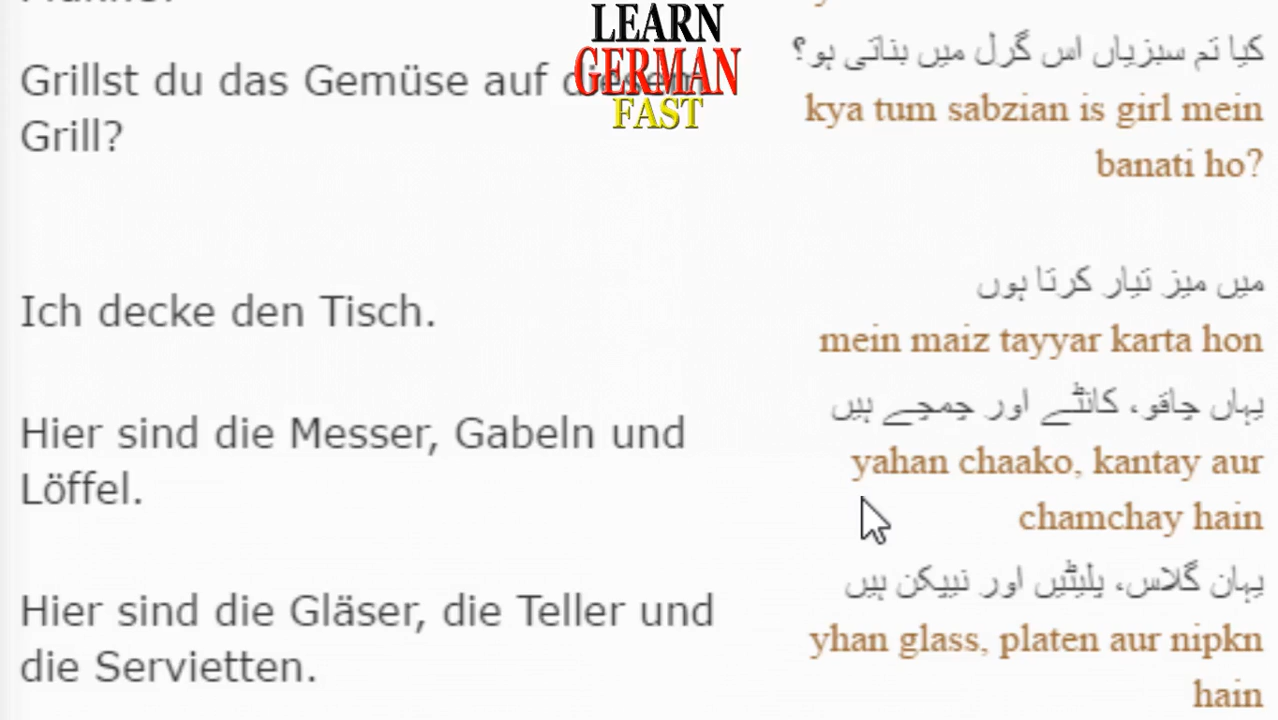 LEARN
GERMAN
FAST
Grillst du das Gemüse auf diesem
Grill?
کیا تم سبزیاں اس گرل میں بناتی ہو؟
kya tum sabzian is girl mein
banati ho?
Ich decke den Tisch.
میں میز تیار کرتا ہوں
mein maiz tayyar karta hon
Hier sind die Messer, Gabeln und
Löffel.
یہاں چاقو، کانٹے اور چمچے ہیں
yahan chaako, kantay aur
chamchay hain
Hier sind die Gläser, die Teller und
die Servietten.
یہان گلاس، پلیٹیں اور نیپکن ہیں
yhan glass, platen aur nipkn
hain